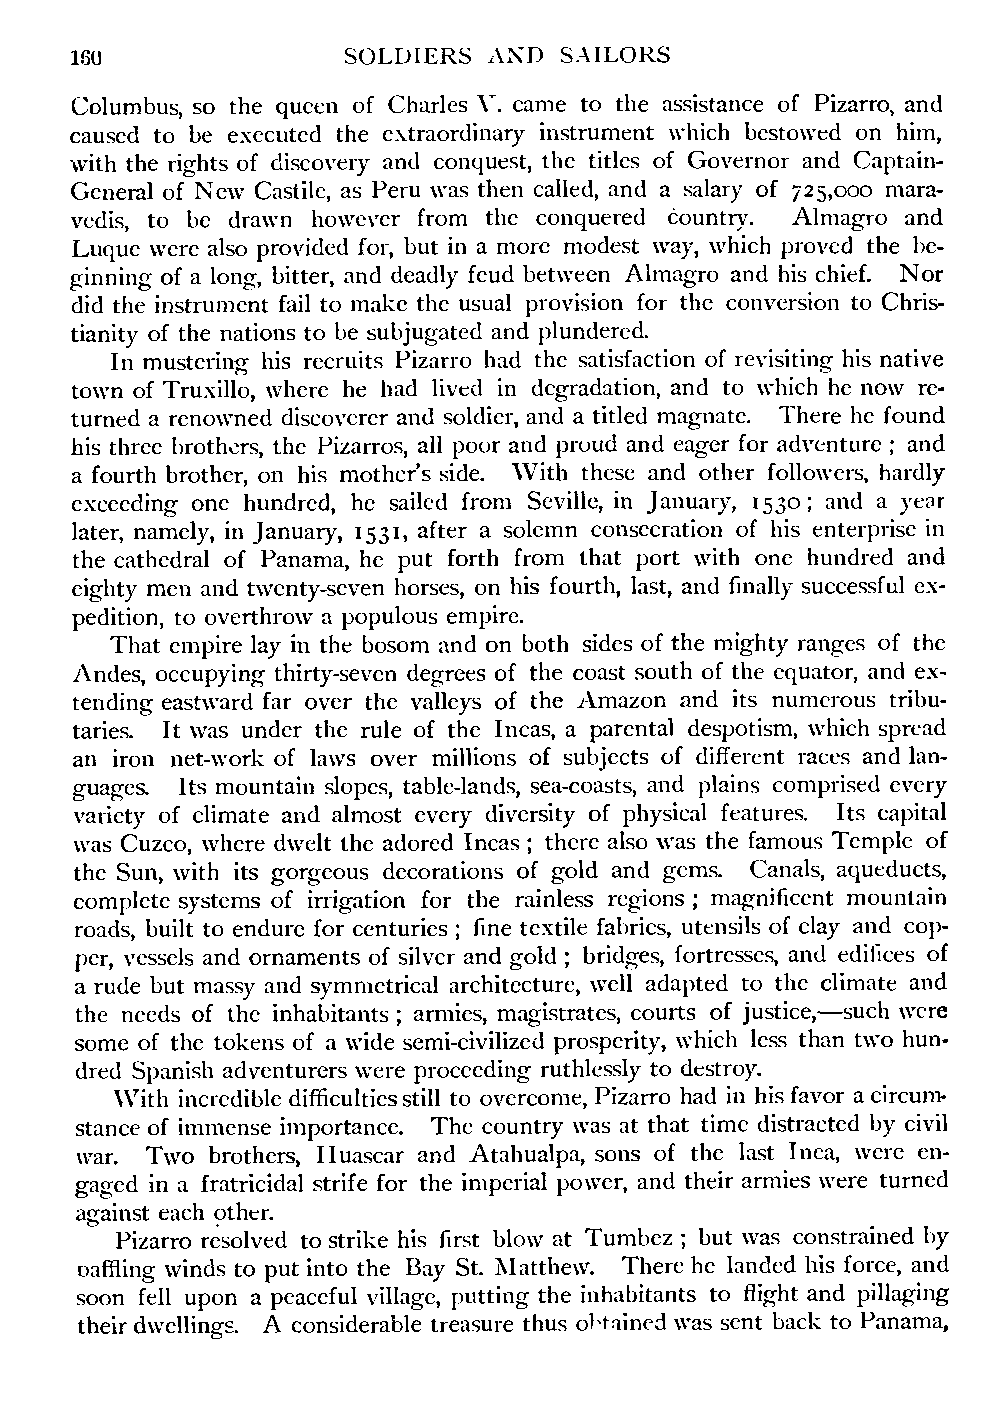 160 SOLDIERS AND SAILORS
Columbus, so the queen of Charles V. came to the assistance of Pizarro, and
caused to be executed the extraordinary instrument which bestowed on him,
with the rights of discovery and conquest, the titles of Governor and Captain-
General of New Castile, as Peru was then called, and a salary of 725,000 mara-
vedis, to be drawn however from the conquered country. Almagro and
Luque were also provided for, but in a more modest way, which proved the be-
ginning of a long, bitter, and deadly feud between Almagro and his chief. Nor
did the instrument fail to make the usual provision for the conversion to Chris-
tianity of the nations to be subjugated and plundered.
In mustering his recruits Pizarro had the satisfaction of revisiting his native
town of Truxillo, where he had lived in degradation, and to which he now re-
turned a renowned discoverer and soldier, and a titled magnate. There he found
his three brothers, the Pizarros, all poor and proud and eager for adventure ; and
a fourth brother, on his mother's side. With these and other followers, hardly
exceeding one hundred, he sailed from Seville, in January, 1530 ; and a year
later, namely, in January, 1531, after a solemn consecration of his enterprise in
the cathedral of Panama, he put forth from that port with one hundred and
eighty men and twenty-seven horses, on his fourth, last, and finally successful ex-
pedition, to overthrow a populous empire.
That empire lay in the bosom and on both sides of the mighty ranges of the
Andes, occupying thirty-seven degrees of the coast south of the equator, and ex-
tending eastward far over the valleys of the Amazon and its numerous tribu-
taries. It was under the rule of the Incas, a parental despotism, which spread
an iron net-work of laws over millions of subjects of different races and lan-
guages. Its mountain slopes, table-lands, sea-coasts, and plains comprised every
variety of climate and almost every diversity of physical features. Its capital
was Cuzco, where dwelt the adored Incas ; there also was the famous Temple of
the Sun, with its gorgeous decorations of gold and gems. Canals, aqueducts,
complete systems of irrigation for the rainless regions ; magnificent mountain
roads, built to endure for centuries ; fine textile fabrics, utensils of clay and cop-
per, vessels and ornaments of silver and gold ; bridges, fortresses, and edifices of
a rude but massy and symmetrical architecture, well adapted to the climate and
the needs of the inhabitants ; armies, magistrates, courts of justice,—such were
some of the tokens of a wide semi-civilized prosperity, which less than two hun-
dred Spanish adventurers were proceeding ruthlessly to destroy.
With incredible difficulties still to overcome, Pizarro had in his favor a circum-
stance of immense importance. The country was at that time distracted by civil
war. Two brothers, Huascar and Atahualpa, sons of the last Inca, were en-
gaged in a fratricidal strife for the imperial power, and their armies were turned
against each other.
Pizarro resolved to strike his first blow at Tumbez ; but was constrained by
baffling winds to put into the Bay St. Matthew. There he landed his force, and
soon fell upon a peaceful village, putting the inhabitants to flight and pillaging
their dwellings. A considerable treasure thus obtained was sent back to Panama,